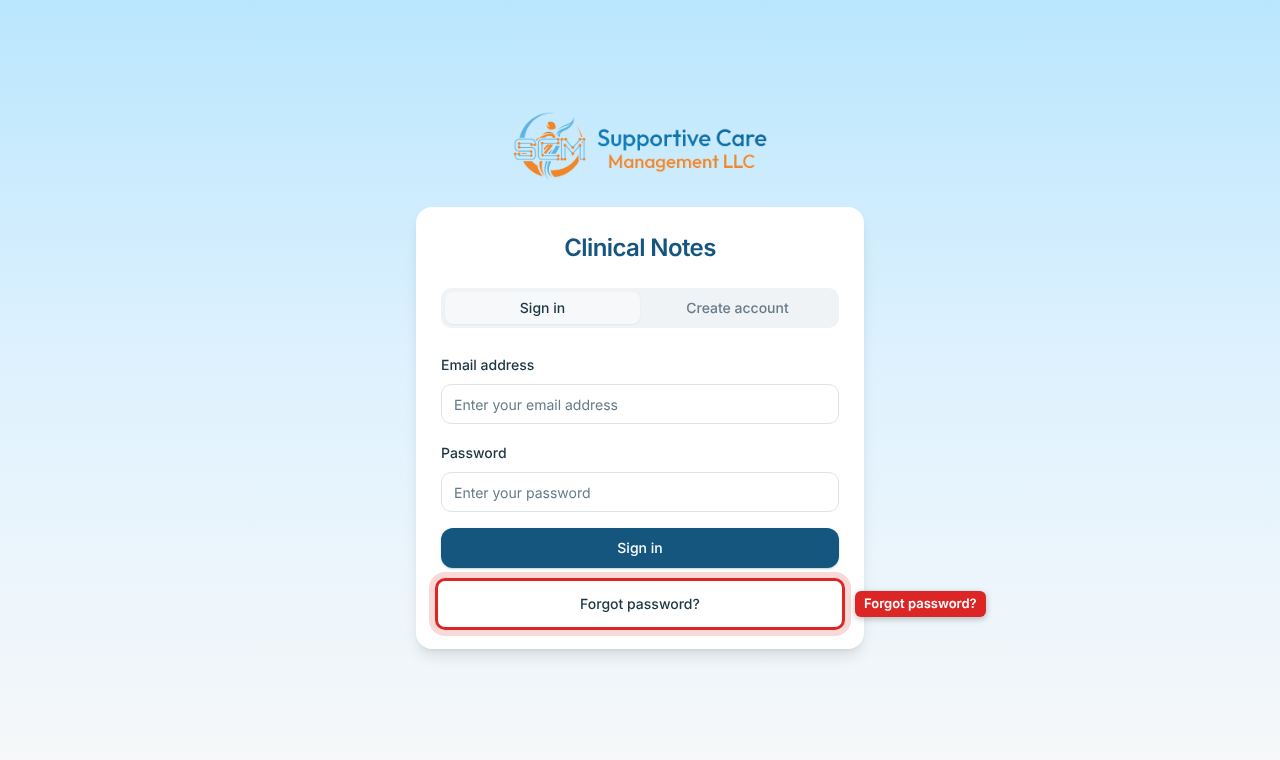 SCM
Supportive Care
Management LLC
Clinical Notes
Sign in
Create account
Email address
Enter your email address
Password
Enter your password
Sign in
Forgot password?
Forgot password?